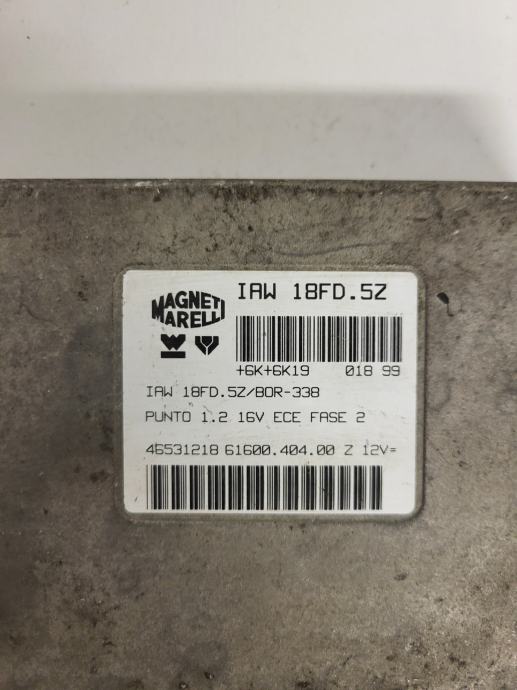 MAGNETI
MARELLI
IAW 18FD.5Z
+6K+6K19 018 99
IAW 18FD.5Z/BOR-338
PUNTO 1.2 16V ECE FASE 2
46531218 61600.404.00 Z 12V=